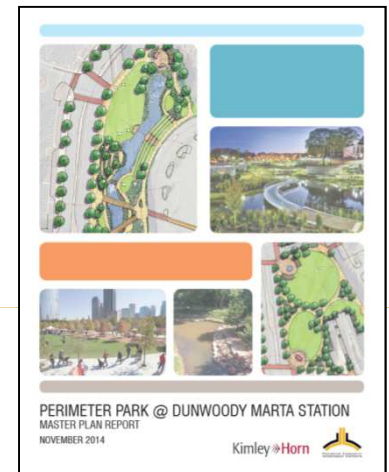 PERIMETER PARK @ DUNWOODY MARTA STATION
MASTER PLAN REPORT
NOVEMBER 2014
Kimley Horn